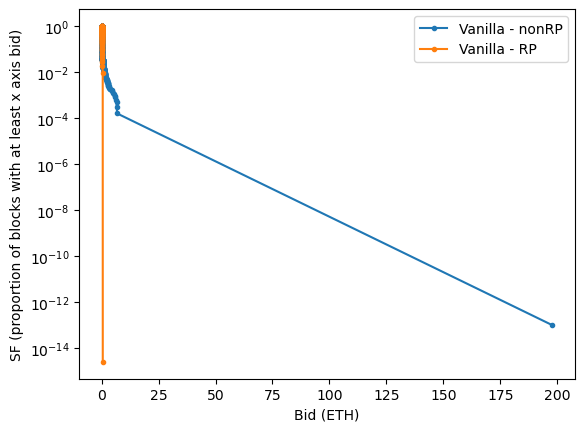 Vanilla - nonRP
Vanilla - RP
SF (proportion of blocks with at least x axis bid)
10⁰
10⁻²
10⁻⁴
10⁻⁶
10⁻⁸
10⁻¹⁰
10⁻¹²
10⁻¹⁴
0 25 50 75 100 125 150 175 200
Bid (ETH)